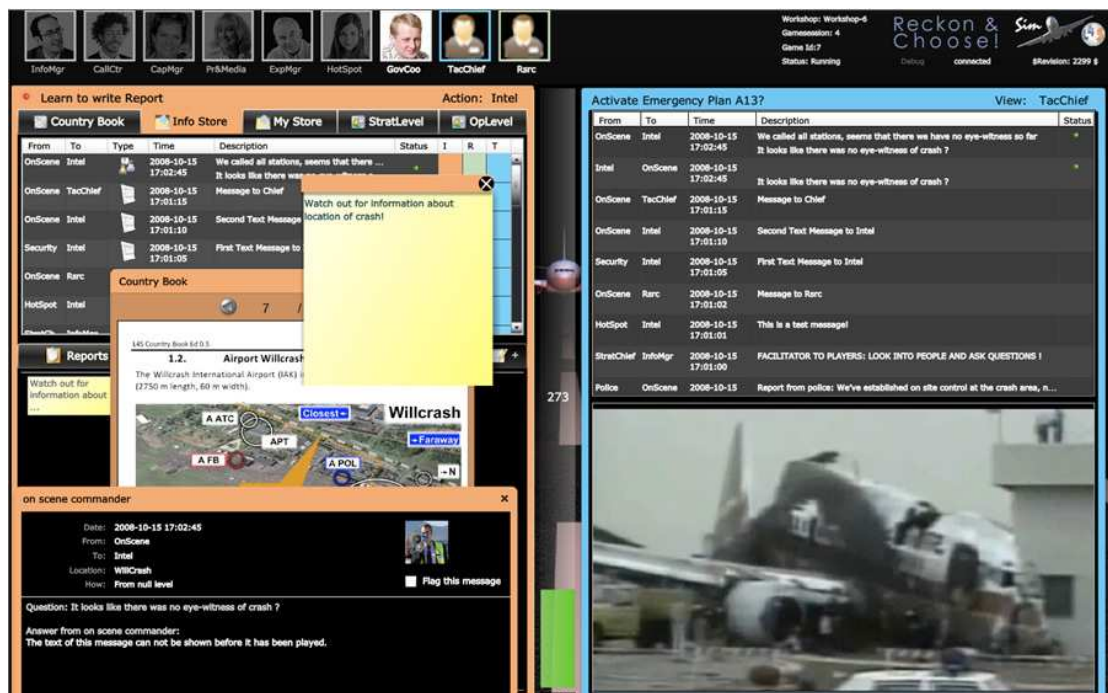 InfoMgr CallCtr CapMgr Pr&Media ExpMgr HotSpot GovCoo TacChief Rsrc
Workshop: Workshop-6
Gamesession: 4
Game Id:7
Status: Running
Reckon &
Choose!
Debug connected
Sim
$Revision: 2299 $
Learn to write Report Action: Intel
Country Book Info Store My Store StratLevel OpLevel
From To Type Time Description Status I R T
OnScene Intel 2008-10-15 We called all stations, seems that there ...
17:02:45 It looks like there was no eye-witness
OnScene TacChief 2008-10-15 Message to Chief
17:01:15
OnScene Intel 2008-10-15 Second Text Message
17:01:10
Security Intel 2008-10-15 First Text Message to
17:01:05
OnScene Rsrc
HotSpot Intel
InfoMgr
Watch out for information about
location of crash!
Country Book
7 /
L4S Country Book Ed 0.5
1.2. Airport Willcrash
The Willcrash International Airport (IAK)
(2750 m length, 60 m width).
A ATC
APT
A FB
A POL
Closest
Willcrash
Faraway
N
Reports
+
Watch out for
information about
...
273
on scene commander
Date: 2008-10-15 17:02:45
From: OnScene
To: Intel
Location: WillCrash
How: From null level
Flag this message
Question: It looks like there was no eye-witness of crash ?
Answer from on scene commander:
The text of this message can not be shown before it has been played.
Activate Emergency Plan A13? View: TacChief
From To Time Description Status
OnScene Intel 2008-10-15 We called all stations, seems that there we have no eye-witness so far
17:02:45 It looks like there was no eye-witness of crash ?
Intel OnScene 2008-10-15
17:02:45 It looks like there was no eye-witness of crash ?
OnScene TacChief 2008-10-15 Message to Chief
17:01:15
OnScene Intel 2008-10-15 Second Text Message to Intel
17:01:10
Security Intel 2008-10-15 First Text Message to Intel
17:01:05
OnScene Rsrc 2008-10-15 Message to Rsrc
17:01:02
HotSpot Intel 2008-10-15 This is a test message!
17:01:01
StratChief InfoMgr 2008-10-15 FACILITATOR TO PLAYERS: LOOK INTO PEOPLE AND ASK QUESTIONS !
17:01:00
Police OnScene 2008-10-15 Report from police: We've established on site control at the crash area, n...